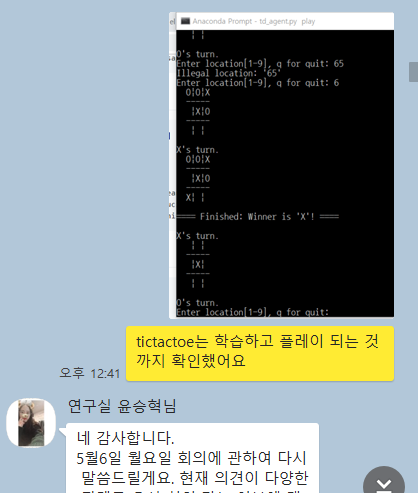 Anaconda Prompt - td_agent.py play
¦ ¦
O's turn.
Enter location[1-9], q for quit: 65
Illegal location: '65'
Enter location[1-9], q for quit: 6
O¦O¦X
-----
¦X¦O
-----
¦ ¦
X's turn.
O¦O¦X
-----
¦X¦O
-----
X¦ ¦
==== Finished: Winner is 'X'! ====
X's turn.
¦ ¦
-----
¦X¦
-----
¦ ¦
O's turn.
Enter location[1-9], q for quit:
tictactoe는 학습하고 플레이 되는 것
까지 확인했어요
오후 12:41
연구실 윤승혁님
네 감사합니다.
5월6일 월요일 회의에 관하여 다시
말씀드릴게요. 현재 의견이 다양한